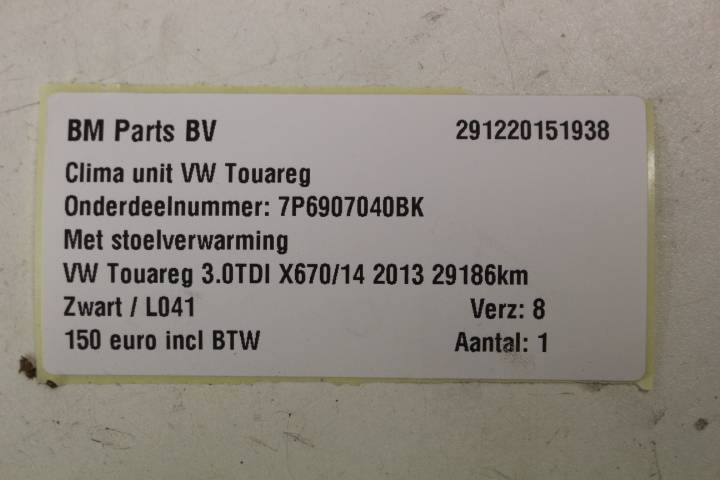 BM Parts BV 291220151938
Clima unit VW Touareg
Onderdeelnummer: 7P6907040BK
Met stoelverwarming
VW Touareg 3.0TDI X670/14 2013 29186km
Zwart / L041 Verz: 8
150 euro incl BTW Aantal: 1